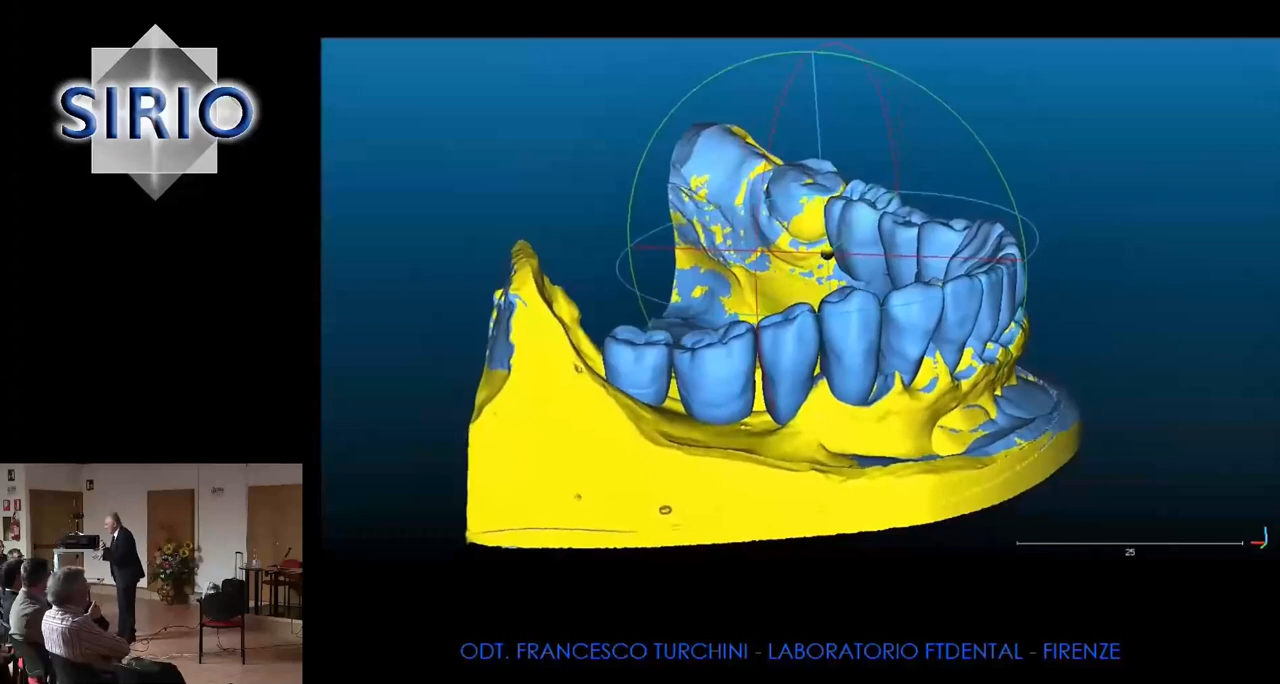 SIRIO
25
ODT. FRANCESCO TURCHINI - LABORATORIO FTDENTAL - FIRENZE